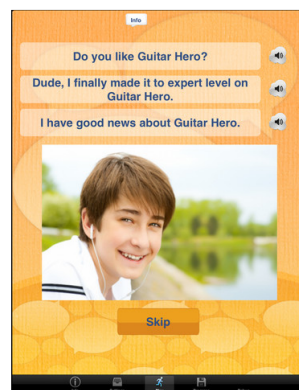 Info
Do you like Guitar Hero?
Dude, I finally made it to expert level on
Guitar Hero.
I have good news about Guitar Hero.
Skip